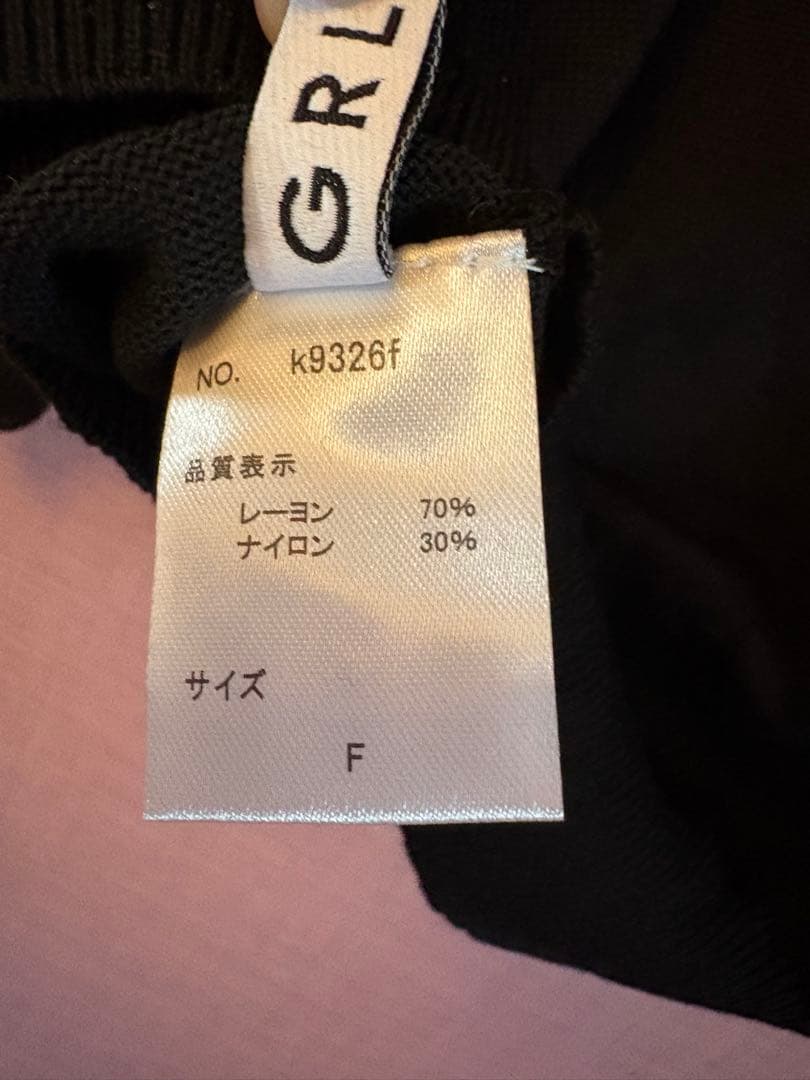 GRL
NO. k9326f
品質表示
レーヨン 70%
ナイロン 30%
サイズ
F